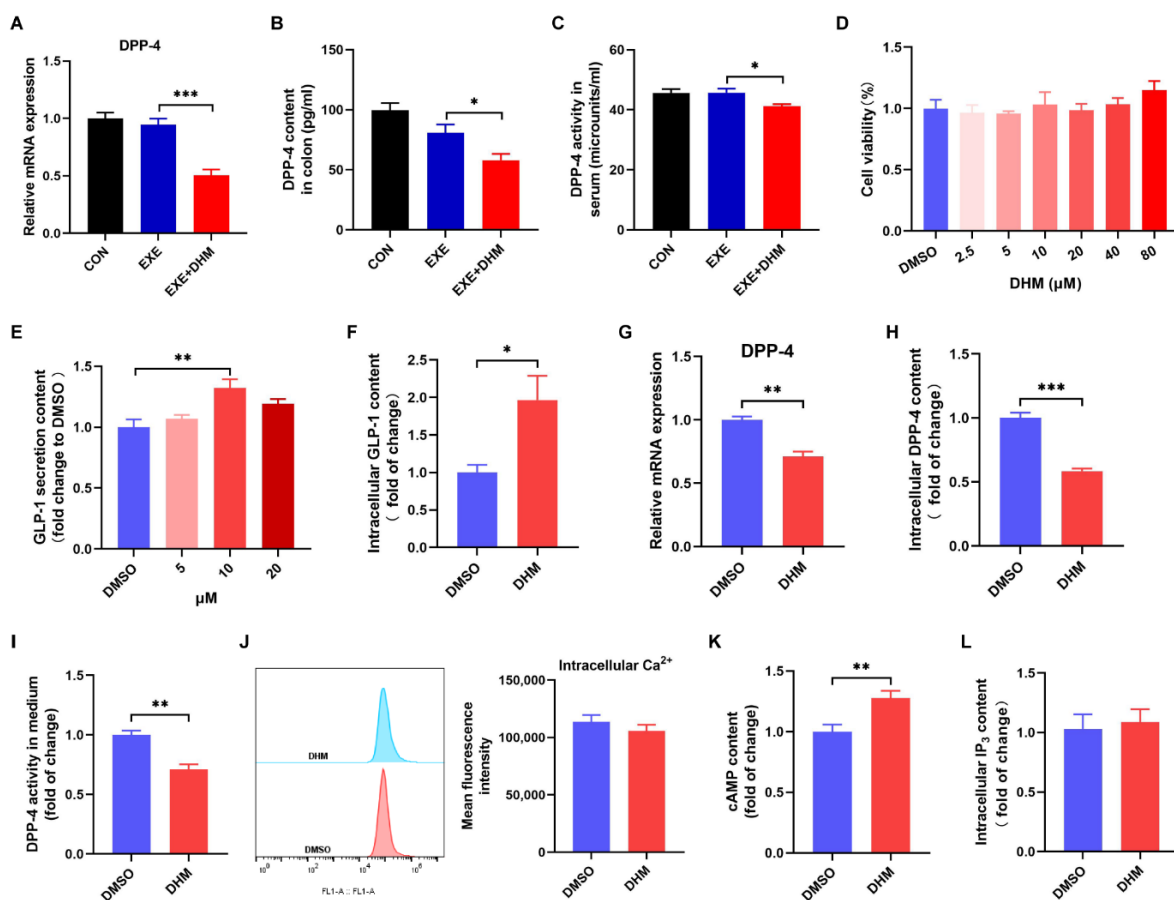 A
DPP-4
Relative mRNA expression
1.5
1.0
0.5
0.0
***
CON
EXE
EXE+DHM
B
DPP-4 content
in colon (pg/ml)
150
100
50
0
*
CON
EXE
EXE+DHM
C
DPP-4 activity in
serum (microunits/ml)
60
40
20
0
*
CON
EXE
EXE+DHM
D
Cell viability(%)
1.5
1.0
0.5
0.0
DMSO
2.5
5
10
20
40
80
DHM (μM)
E
GLP-1 secretion content
(fold change to DMSO )
1.5
1.0
0.5
0.0
**
DMSO
5
10
20
μM
F
Intracellular GLP-1 content
( fold of change)
2.5
2.0
1.5
1.0
0.5
0.0
*
DMSO
DHM
G
DPP-4
Relative mRNA expression
1.5
1.0
0.5
0.0
**
DMSO
DHM
H
Intracellular DPP-4 content
( fold of change)
1.5
1.0
0.5
0.0
***
DMSO
DHM
I
DPP-4 activity in medium
(fold of change)
1.5
1.0
0.5
0.0
**
DMSO
DHM
J
DHM
DMSO
10⁰
10²
10⁴
10⁶
FL1-A :: FL1-A
Intracellular Ca²⁺
Mean fluorescence
intensity
150,000
100,000
50,000
0
DMSO
DHM
K
cAMP content
(fold of change)
1.5
1.0
0.5
0.0
**
DMSO
DHM
L
Intracellular IP₃ content
( fold of change)
1.5
1.0
0.5
0.0
DMSO
DHM